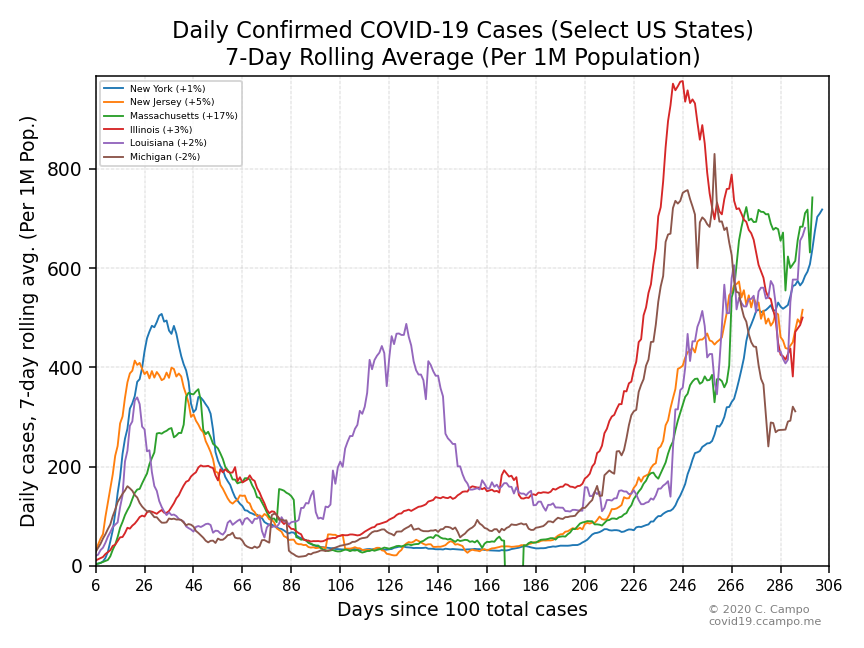 Daily Confirmed COVID-19 Cases (Select US States)
7-Day Rolling Average (Per 1M Population)
New York (+1%)
New Jersey (+5%)
Massachusetts (+17%)
Illinois (+3%)
Louisiana (+2%)
Michigan (-2%)
Daily cases, 7-day rolling avg. (Per 1M Pop.)
800
600
400
200
0
6 26 46 66 86 106 126 146 166 186 206 226 246 266 286 306
Days since 100 total cases
© 2020 C. Campo
covid19.ccampo.me